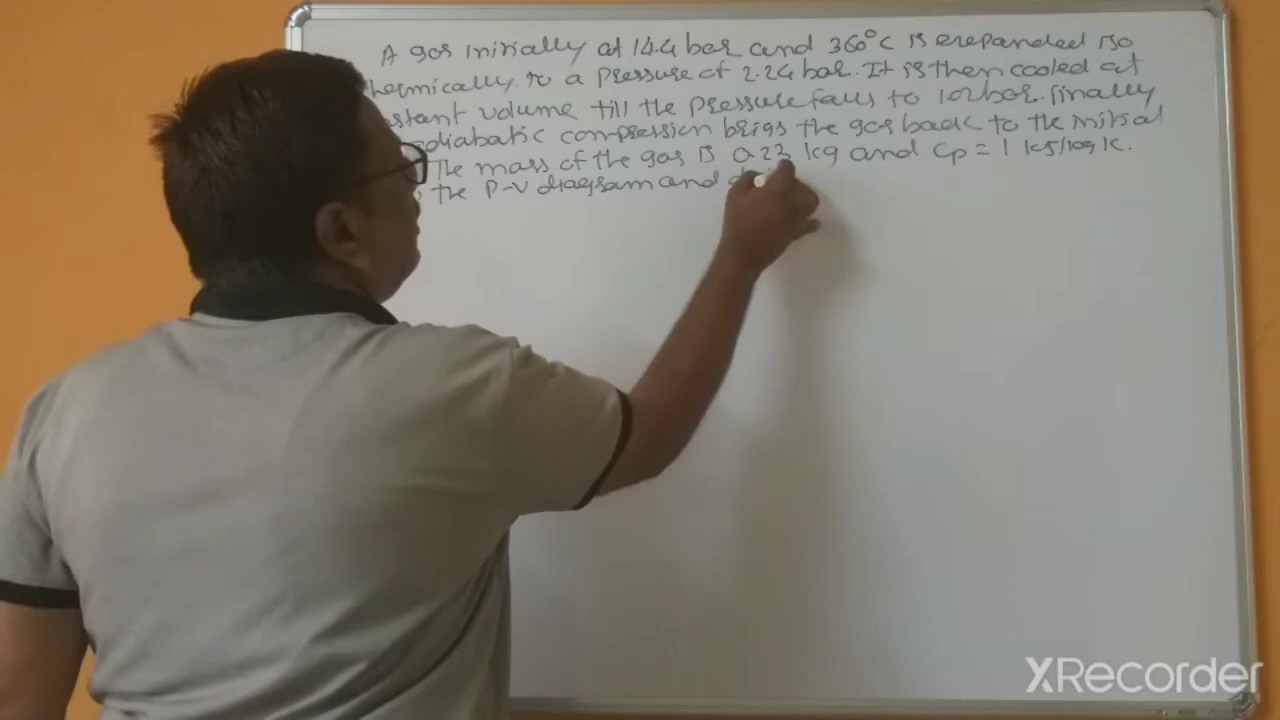 A gas initially at 14.4 bar and 360°C is expanded iso
thermically to a pressure of 2.24 bar. It is then cooled at
stant volume till the pressure falls to 1.02 bar. Finally
adiabatic compression brigs the gas back to the initial
The mass of the gas is 0.23 kg and Cp = 1 kJ/kg K.
the P-V diagram and
XRecorder